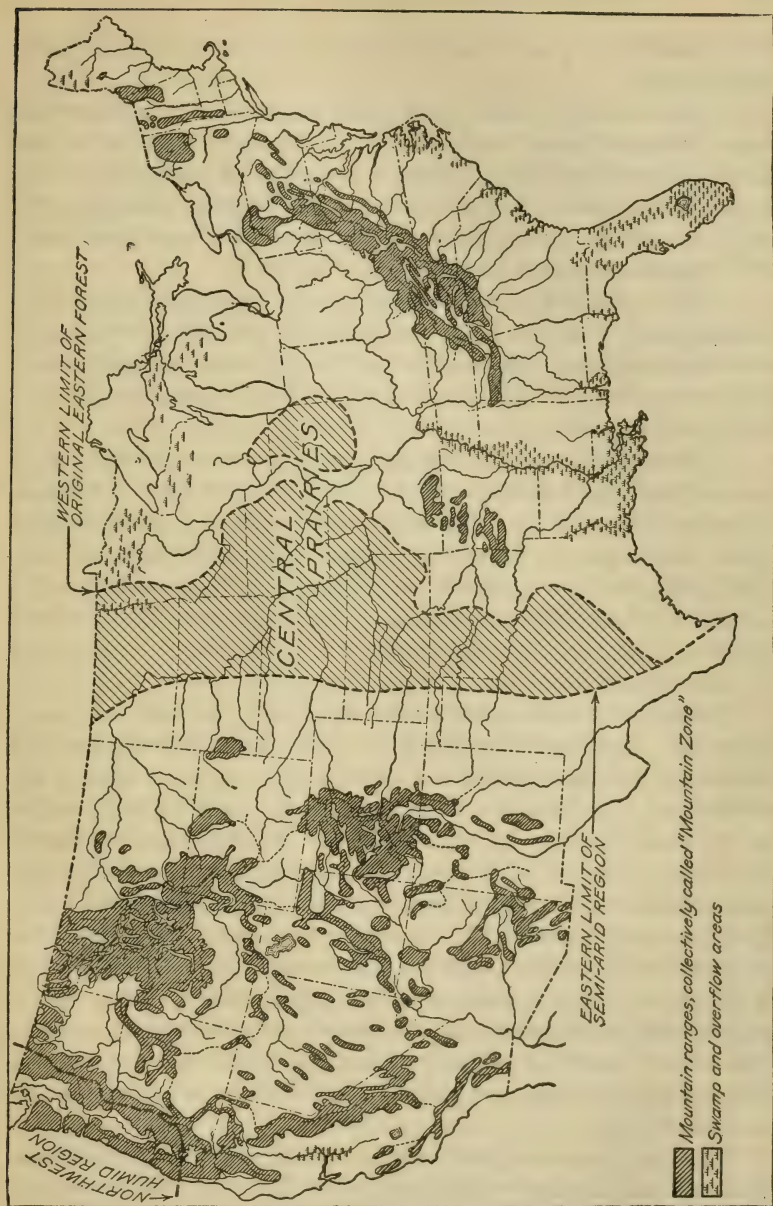 WESTERN LIMIT OF
ORIGINAL EASTERN FOREST,
CENTRAL
PRAIRIES
NORTHWEST
HUMID REGION
EASTERN LIMIT OF
SEMI-ARID REGION
Mountain ranges, collectively called "Mountain Zone"
Swamp and overflow areas